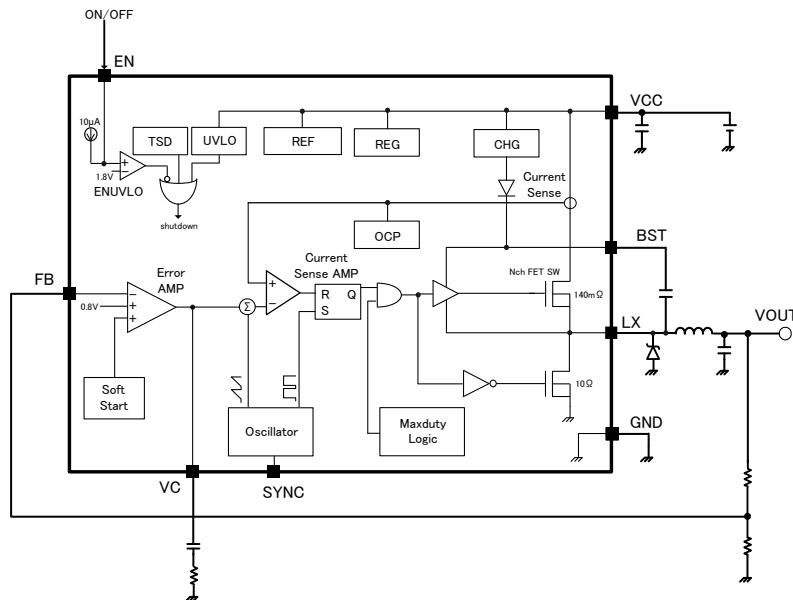 ON/OFF
EN
10μA
TSD
UVLO
REF
REG
CHG
VCC
1.8V
ENUVLO
shutdown
Current
Sense
OCP
BST
FB
Error
AMP
0.8V
Current
Sense AMP
Σ
R Q
S
Nch FET SW
140mΩ
LX
VOUT
Soft
Start
10Ω
Oscillator
Maxduty
Logic
GND
VC
SYNC